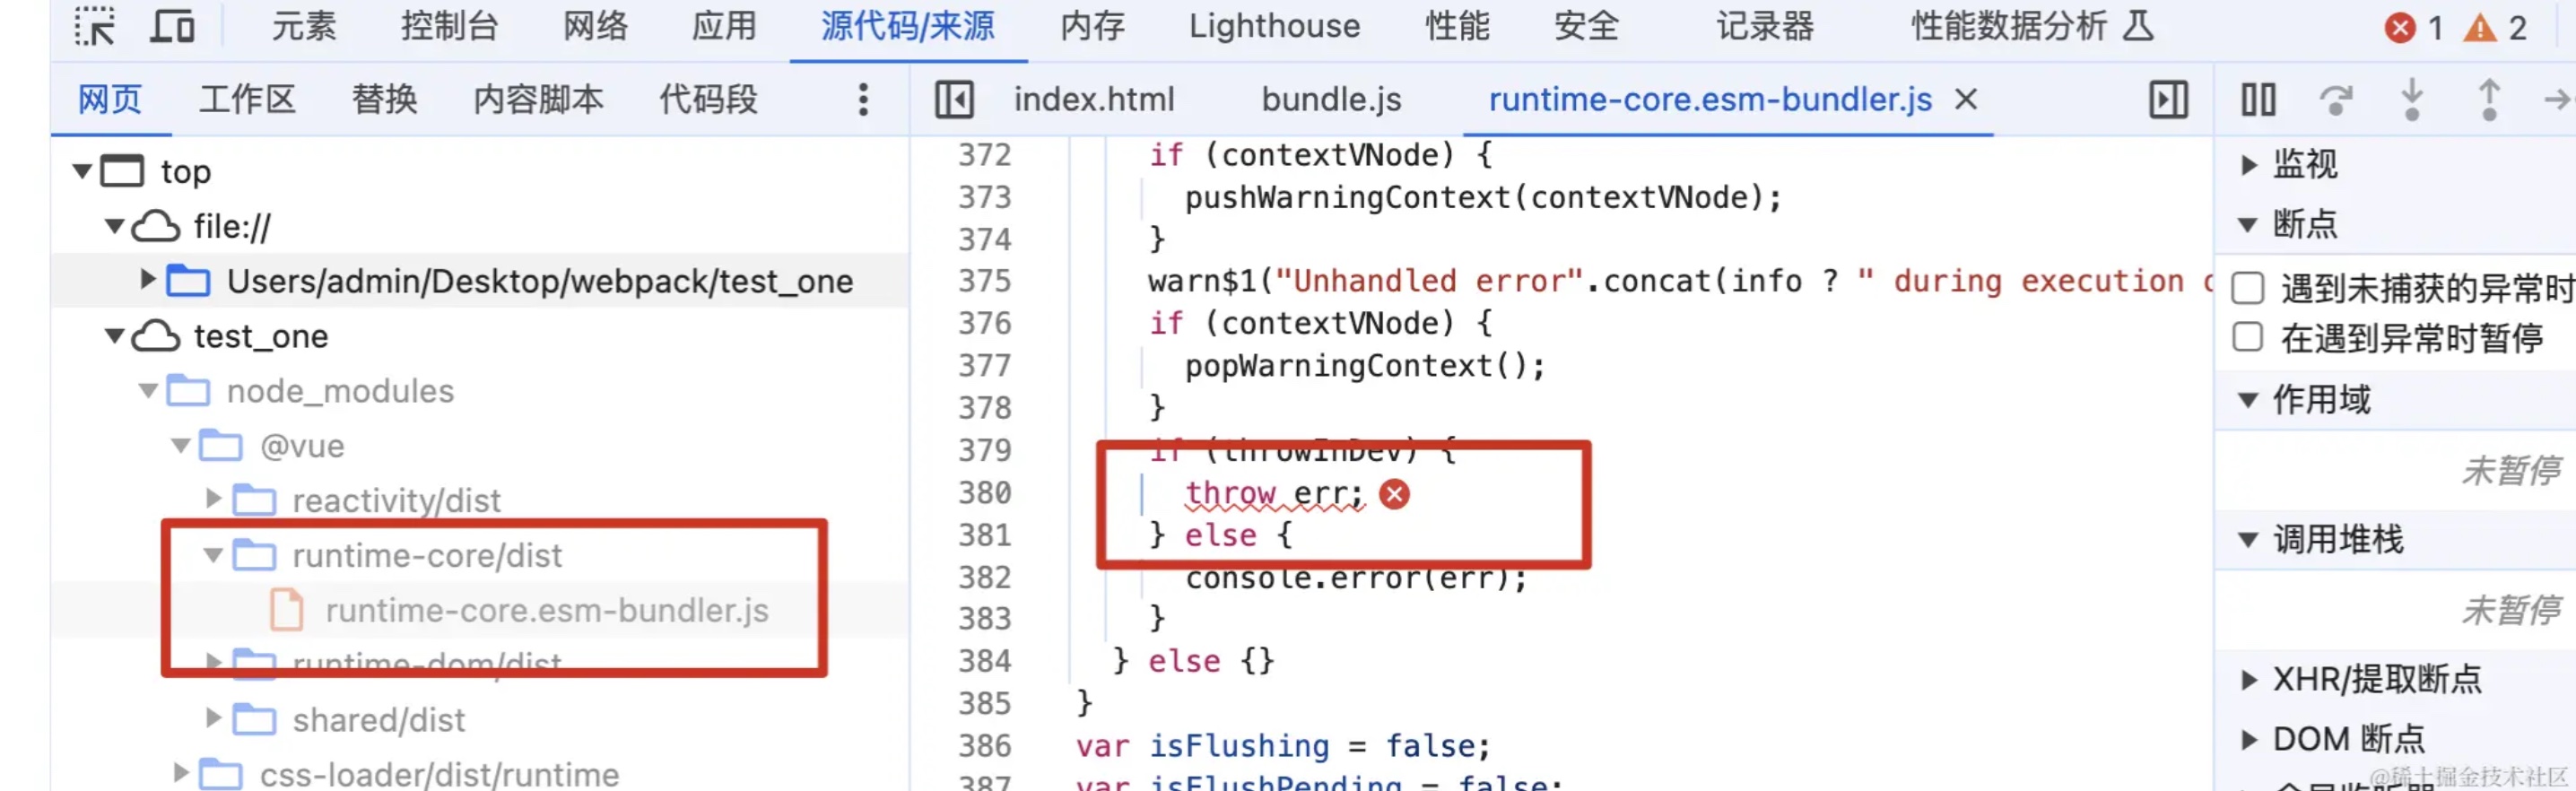 元素 控制台 网络 应用 源代码/来源 内存 Lighthouse 性能 安全 记录器 性能数据分析 1 2
网页 工作区 替换 内容脚本 代码段 index.html bundle.js runtime-core.esm-bundler.js
top
file://
Users/admin/Desktop/webpack/test_one
test_one
node_modules
@vue
reactivity/dist
runtime-core/dist
runtime-core.esm-bundler.js
runtime-dom/dist
shared/dist
css-loader/dist/runtime
372 if (contextVNode) {
373 pushWarningContext(contextVNode);
374 }
375 warn$1("Unhandled error".concat(info ? " during execution
376 if (contextVNode) {
377 popWarningContext();
378 }
379 if (throwInDev) {
380 throw err;
381 } else {
382 console.error(err);
383 }
384 } else {}
385 }
386 var isFlushing = false;
387 var isFlushPending = false;
监视
断点
遇到未捕获的异常时
在遇到异常时暂停
作用域
未暂停
调用堆栈
未暂停
XHR/提取断点
DOM 断点
@稀土掘金技术社区